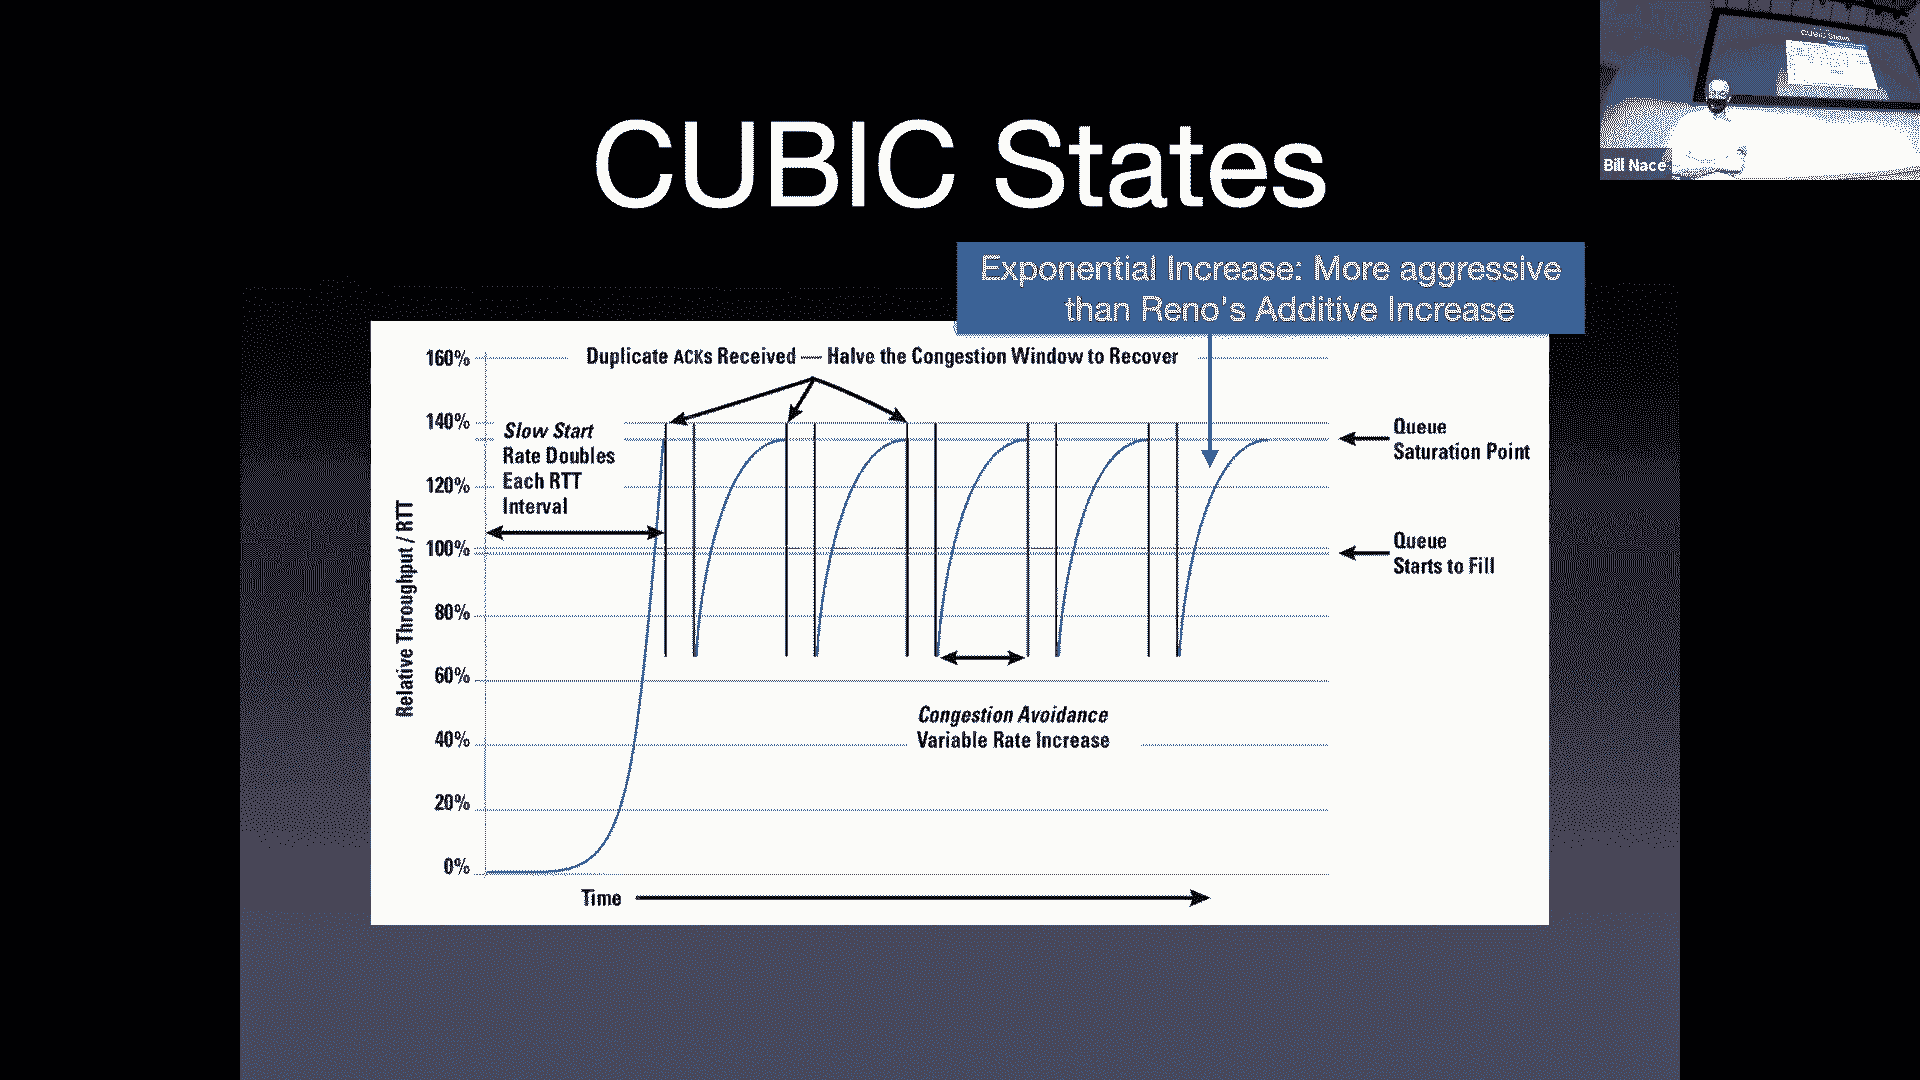 CUBIC States
CUBIC States
Bill Nace
Exponential Increase: More aggressive
than Reno's Additive Increase
Duplicate ACKs Received — Halve the Congestion Window to Recover
160%
140%
120%
100%
80%
60%
40%
20%
0%
Relative Throughput / RTT
Slow Start
Rate Doubles
Each RTT
Interval
Queue
Saturation Point
Queue
Starts to Fill
Congestion Avoidance
Variable Rate Increase
Time